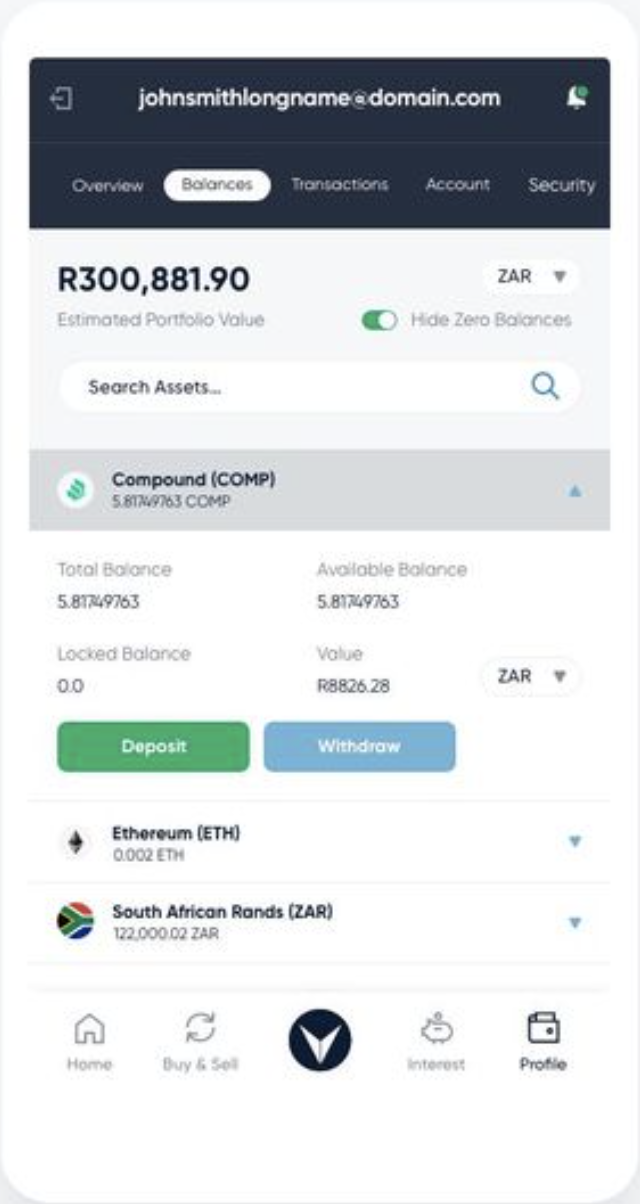 johnsmithlongname@domain.com
Overview Balances Transactions Account Security
R300,881.90 ZAR
Estimated Portfolio Value Hide Zero Balances
Search Assets...
Compound (COMP)
5.81749763 COMP
Total Balance Available Balance
5.81749763 5.81749763
Locked Balance Value
0.0 R8826.28 ZAR
Deposit Withdraw
Ethereum (ETH)
0.002 ETH
South African Rands (ZAR)
122,000.02 ZAR
Home Buy & Sell Interest Profile